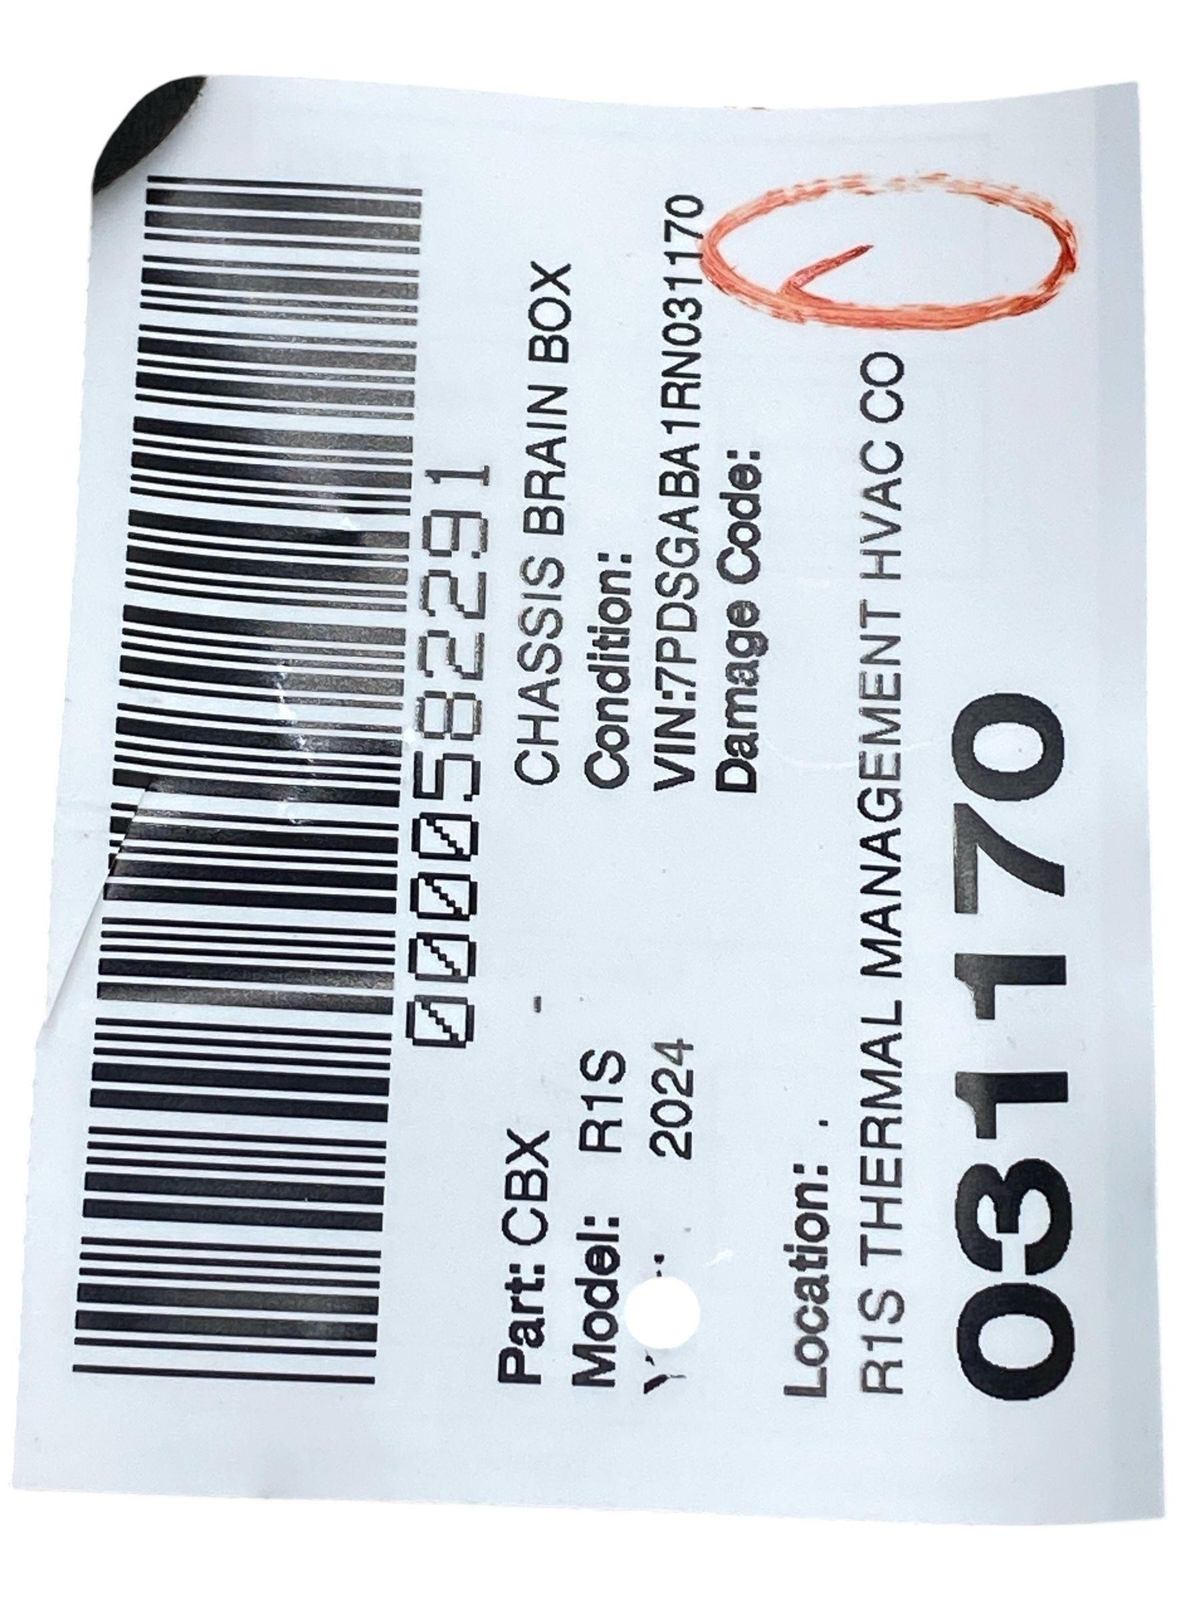 0000582291
Part: CBX - CHASSIS BRAIN BOX
Model: R1S Condition:
2024 VIN:7PDSGABA1RN031170
Damage Code:
Location: .
R1S THERMAL MANAGEMENT HVAC CO
031170